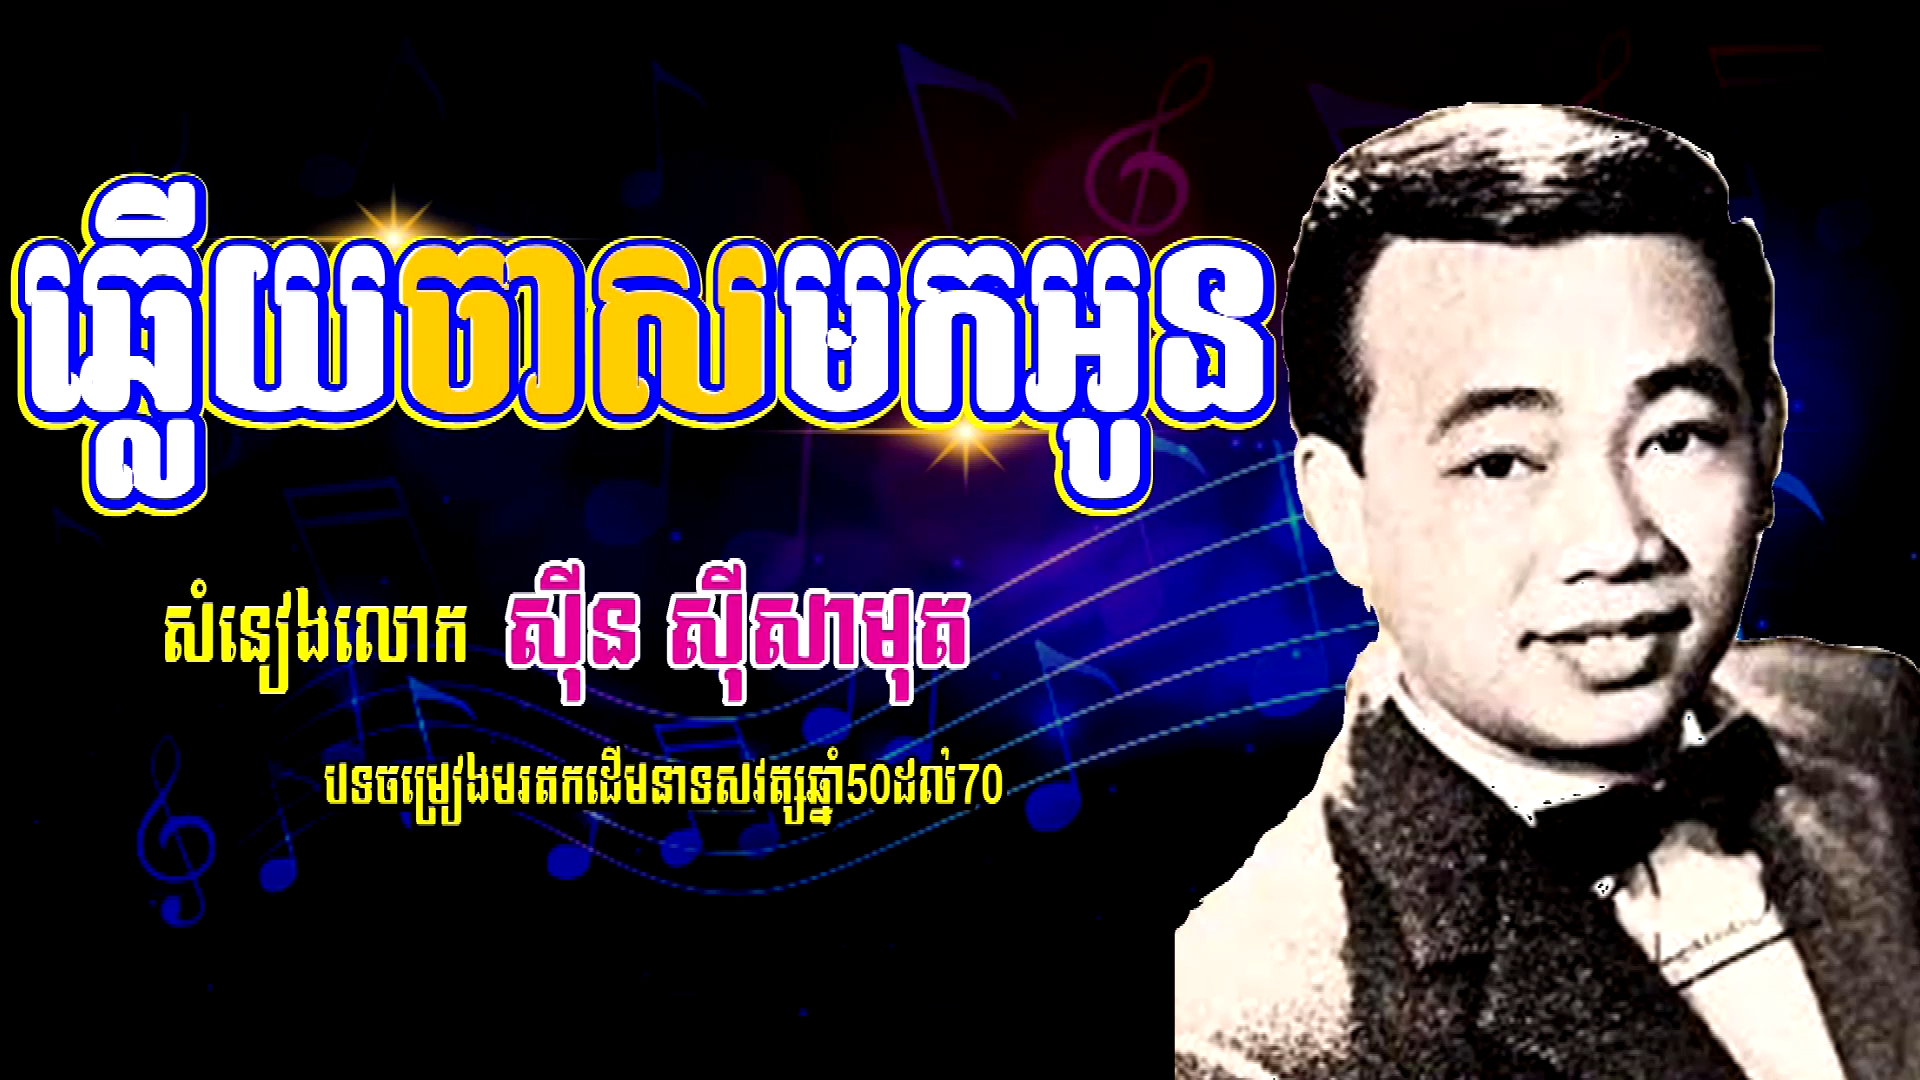 ឆ្លើយចាសមកអូន
សំនៀងលោក ស៊ីន ស៊ីសាមុត
បទចម្រៀងមរតកដើមនាទសវត្សឆ្នាំ50ដល់70